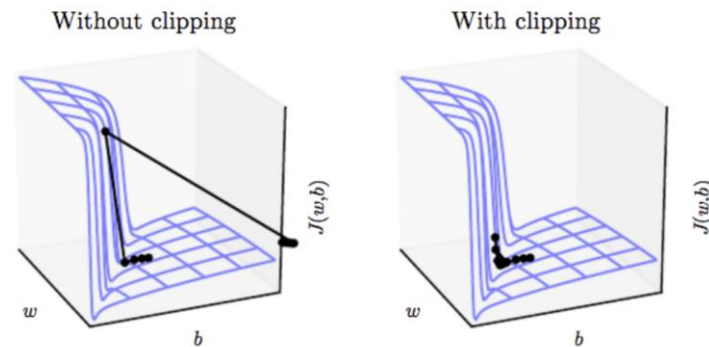 Without clipping
With clipping
J(w,b)
w
b
J(w,b)
w
b